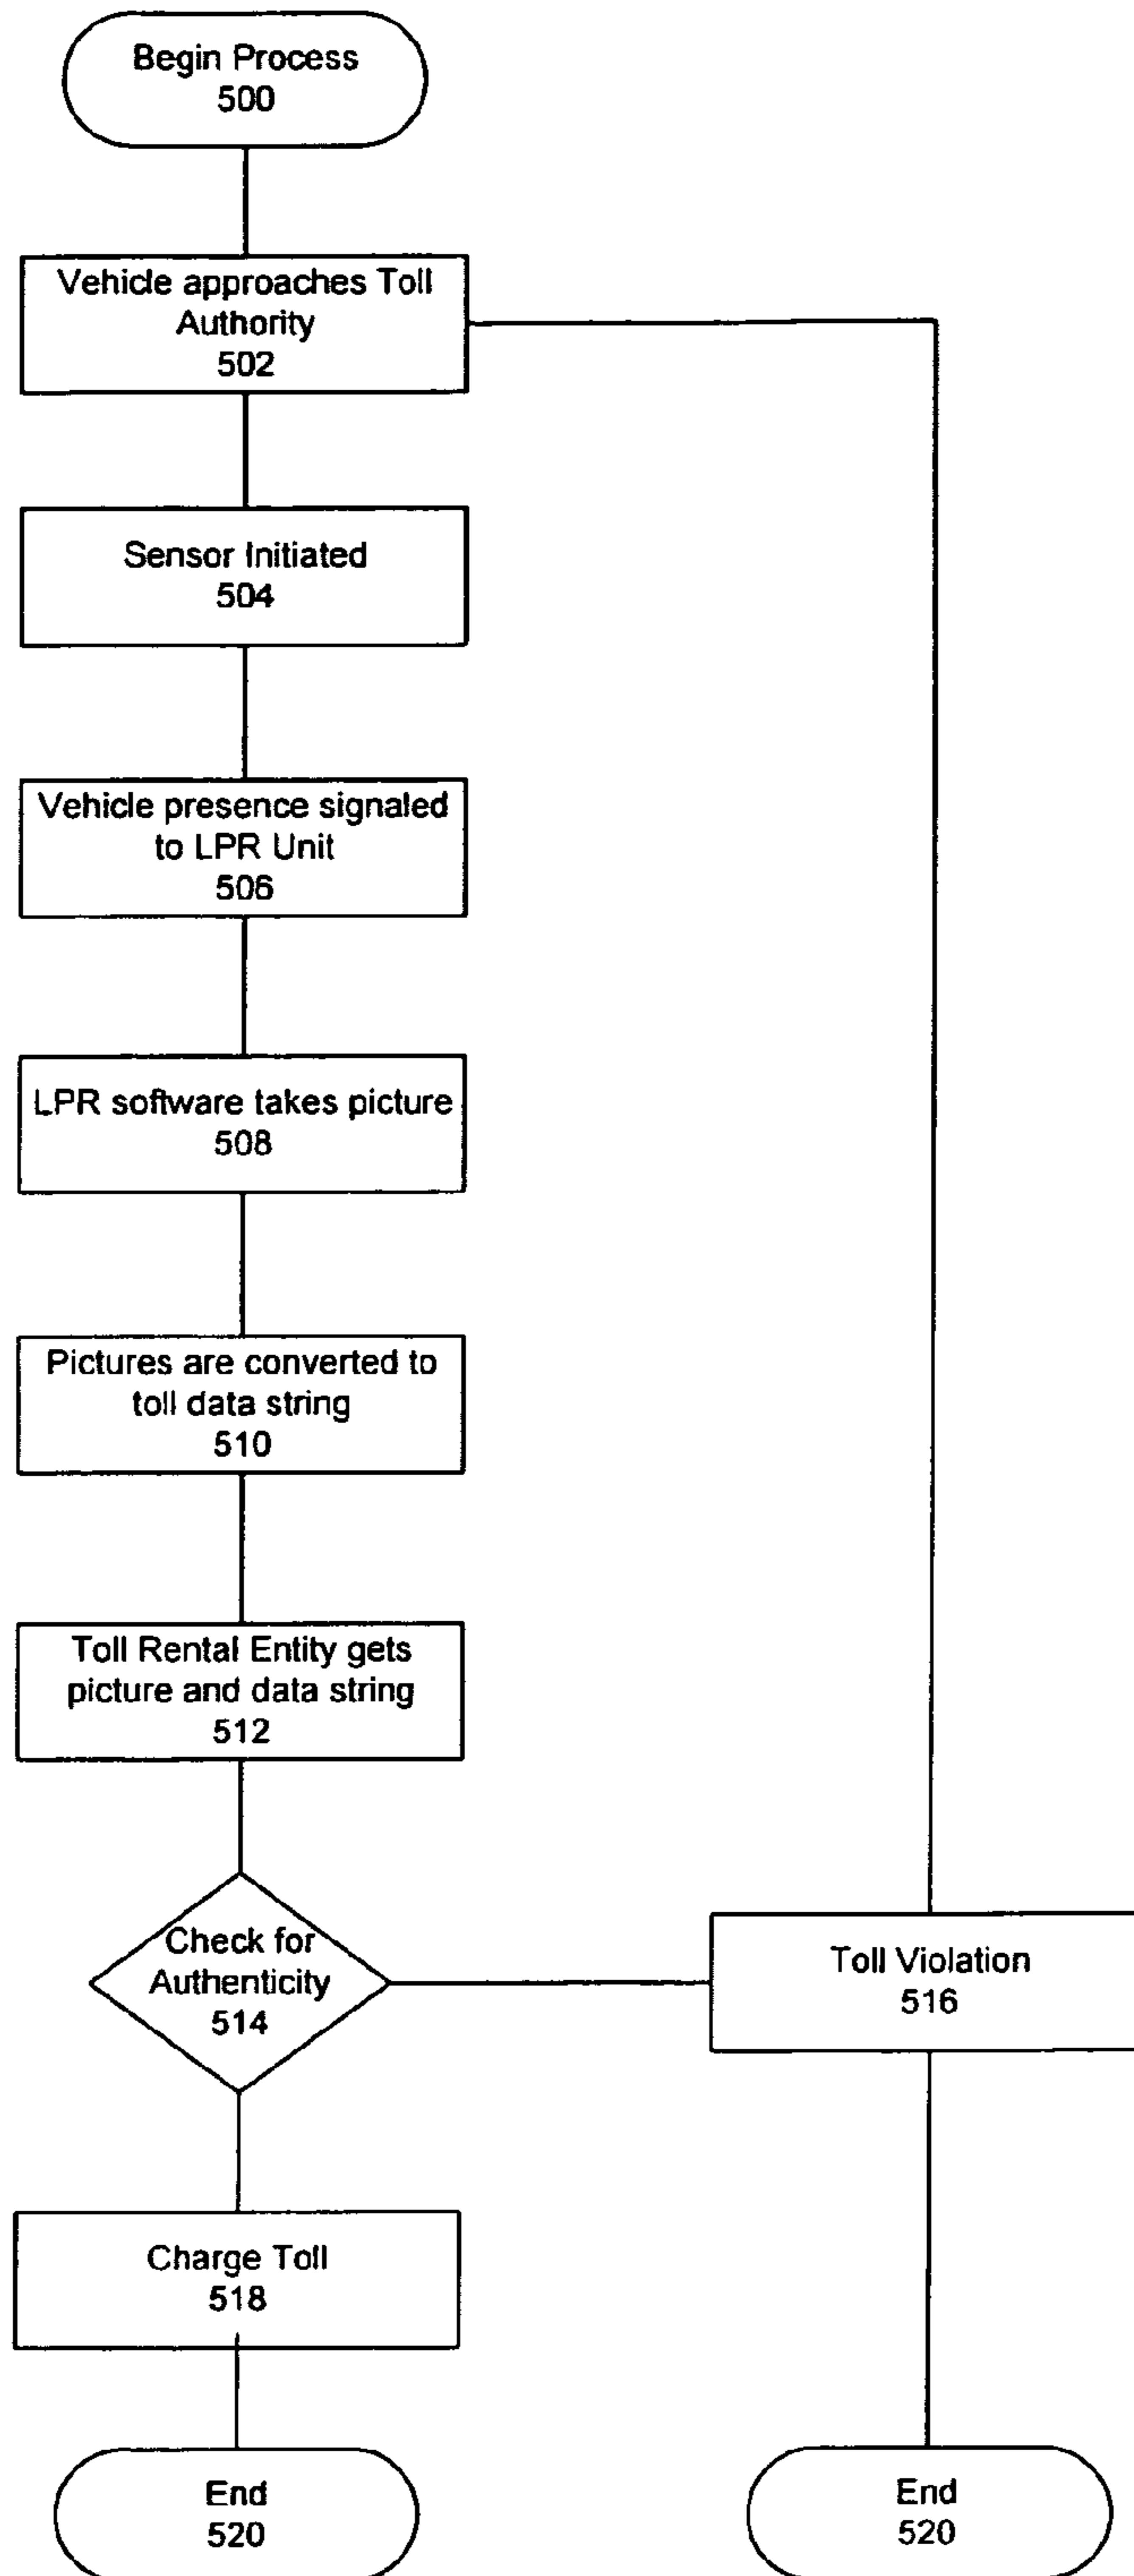 Begin Process
500
Vehicle approaches Toll
Authority
502
Sensor Initiated
504
Vehicle presence signaled
to LPR Unit
506
LPR software takes picture
508
Pictures are converted to
toll data string
510
Toll Rental Entity gets
picture and data string
512
Check for
Authenticity
514
Toll Violation
516
Charge Toll
518
End
520
End
520